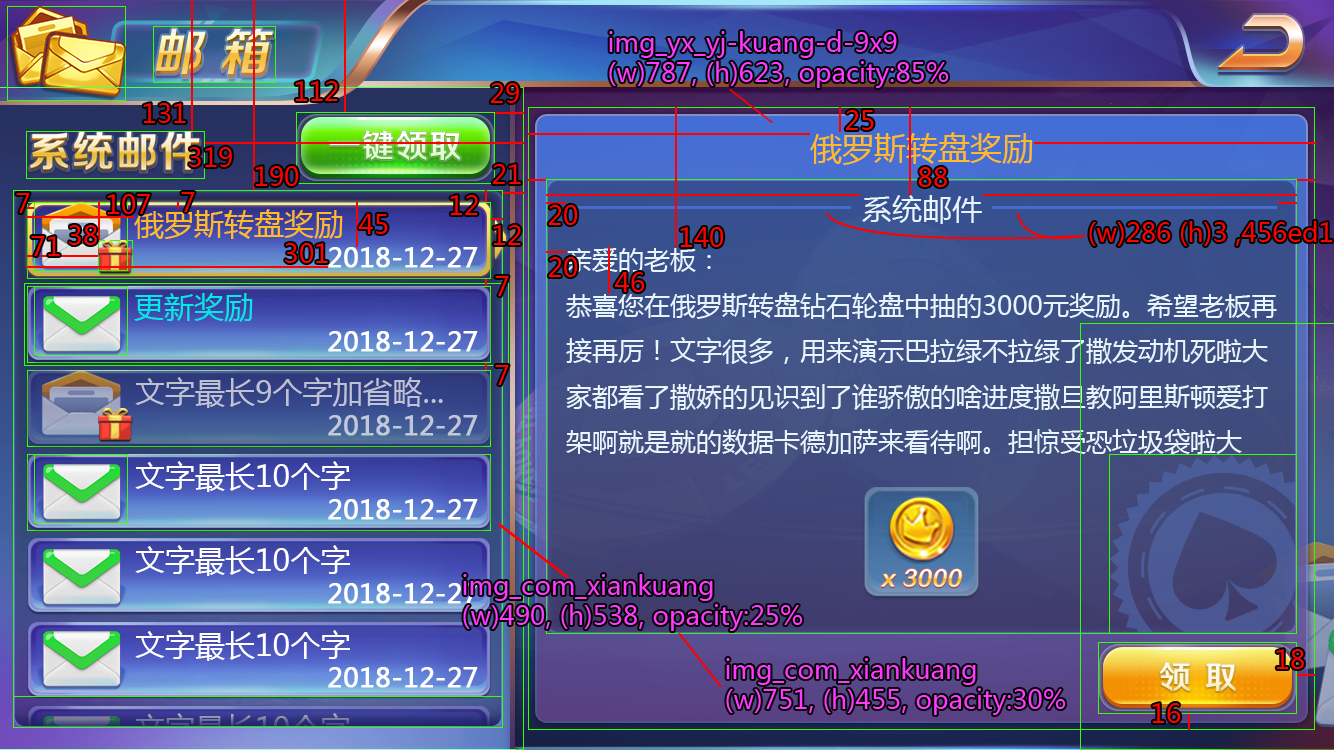 邮箱
img_yx_yj-kuang-d-9x9
(w)787, (h)623, opacity:85%
112
29
131
25
系统邮件
一键领取
俄罗斯转盘奖励
319
190
21
88
7
107
7
12
俄罗斯转盘奖励
45
20
系统邮件
71
38
301
12
140
(w)286 (h)3 ,456ed1
2018-12-27
20
亲爱的老板：
46
7
更新奖励
2018-12-27
恭喜您在俄罗斯转盘钻石轮盘中抽的3000元奖励。希望老板再
接再厉！文字很多，用来演示巴拉绿不拉绿了撒发动机死啦大
家都看了撒娇的见识到了谁骄傲的啥进度撒旦教阿里斯顿爱打
架啊就是就的数据卡德加萨来看待啊。担惊受恐垃圾袋啦大
7
文字最长9个字加省略...
2018-12-27
文字最长10个字
2018-12-27
文字最长10个字
2018-12-27
x 3000
img_com_xiankuang
(w)490, (h)538, opacity:25%
文字最长10个字
2018-12-27
img_com_xiankuang
(w)751, (h)455, opacity:30%
领取
18
16
文字最长10个字